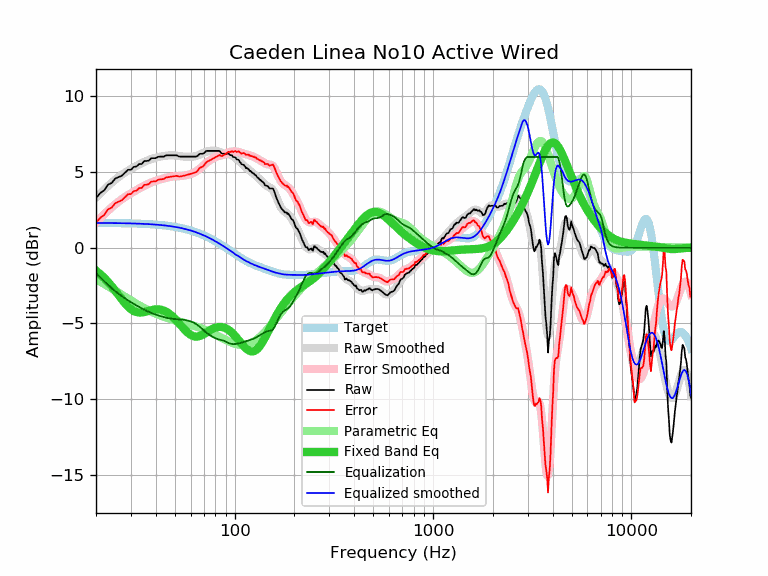 Caeden Linea No10 Active Wired
Amplitude (dBr)
10
5
0
−5
−10
−15
Target
Raw Smoothed
Error Smoothed
Raw
Error
Parametric Eq
Fixed Band Eq
Equalization
Equalized smoothed
100
1000
10000
Frequency (Hz)